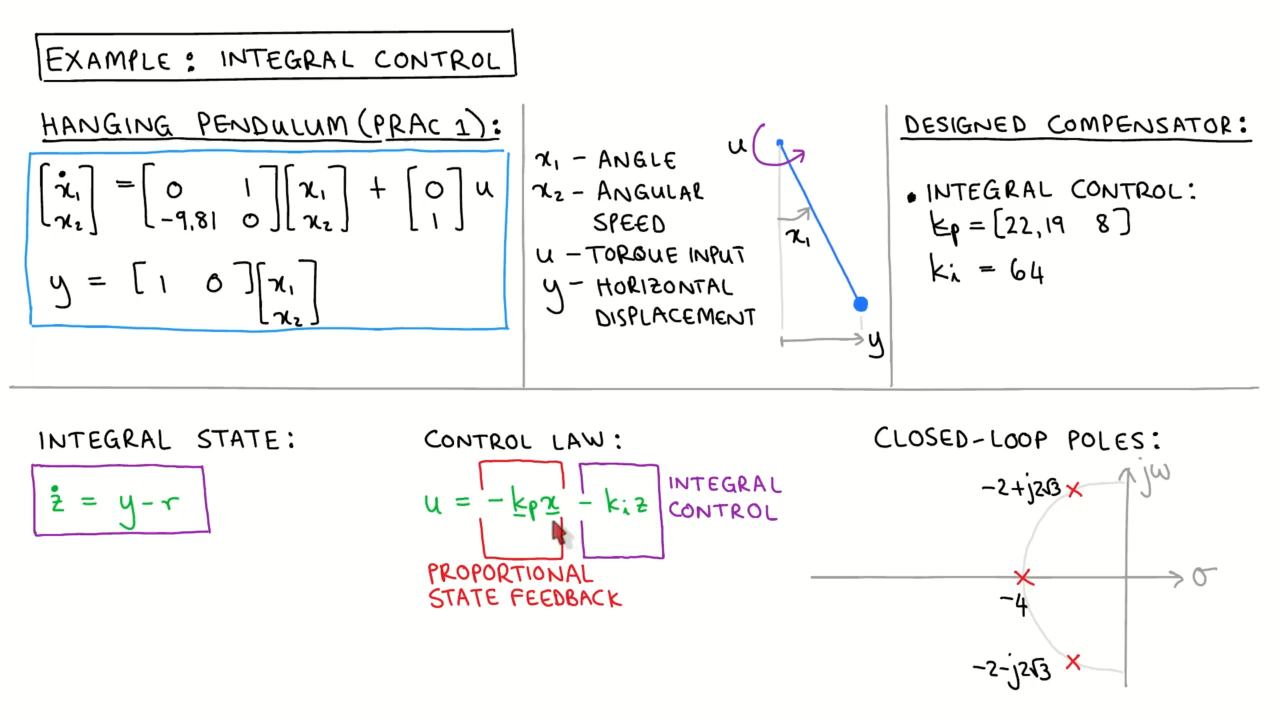 EXAMPLE: INTEGRAL CONTROL
HANGING PENDULUM (PRAC 1):
[ẋ1 x2] = [0 1 -9,81 0] [x1 x2] + [0 1] u
y = [1 0] [x1 x2]
x1 - ANGLE
x2 - ANGULAR
SPEED
u - TORQUE INPUT
y - HORIZONTAL
DISPLACEMENT
u
x1
y
DESIGNED COMPENSATOR:
• INTEGRAL CONTROL:
kp = [22,19 8]
ki = 64
INTEGRAL STATE:
ż = y - r
CONTROL LAW:
u = - kp x - ki z
INTEGRAL
CONTROL
PROPORTIONAL
STATE FEEDBACK
CLOSED-LOOP POLES:
jω
-2+j2√3
σ
-4
-2-j2√3